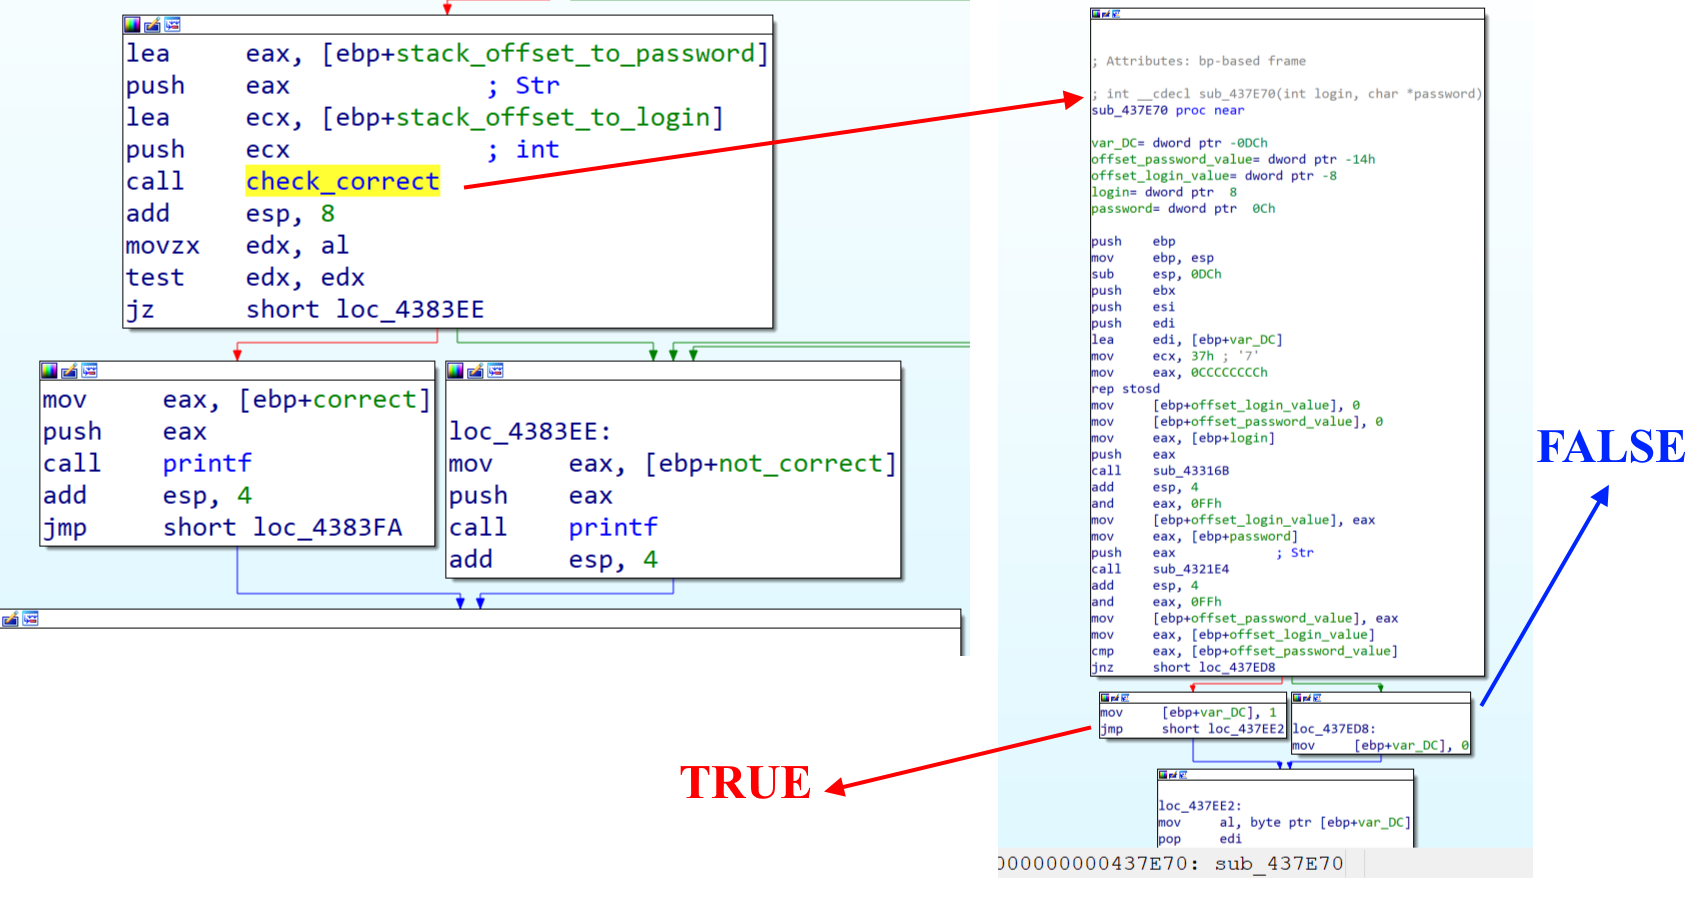 lea eax, [ebp+stack_offset_to_password]
push eax ; Str
lea ecx, [ebp+stack_offset_to_login]
push ecx ; int
call check_correct
add esp, 8
movzx edx, al
test edx, edx
jz short loc_4383EE
mov eax, [ebp+correct]
push eax
call printf
add esp, 4
jmp short loc_4383FA
loc_4383EE:
mov eax, [ebp+not_correct]
push eax
call printf
add esp, 4
; Attributes: bp-based frame
; int __cdecl sub_437E70(int login, char *password)
sub_437E70 proc near
var_DC= dword ptr -0DCh
offset_password_value= dword ptr -14h
offset_login_value= dword ptr -8
login= dword ptr 8
password= dword ptr 0Ch
push ebp
mov ebp, esp
sub esp, 0DCh
push ebx
push esi
push edi
lea edi, [ebp+var_DC]
mov ecx, 37h ; '7'
mov eax, 0CCCCCCCCh
rep stosd
mov [ebp+offset_login_value], 0
mov [ebp+offset_password_value], 0
mov eax, [ebp+login]
push eax
call sub_43316B
add esp, 4
and eax, 0FFh
mov [ebp+offset_login_value], eax
mov eax, [ebp+password]
push eax ; Str
call sub_4321E4
add esp, 4
and eax, 0FFh
mov [ebp+offset_password_value], eax
mov eax, [ebp+offset_login_value]
cmp eax, [ebp+offset_password_value]
jnz short loc_437ED8
mov [ebp+var_DC], 1
jmp short loc_437EE2
loc_437ED8:
mov [ebp+var_DC], 0
loc_437EE2:
mov al, byte ptr [ebp+var_DC]
pop edi
000000000437E70: sub_437E70
TRUE
FALSE